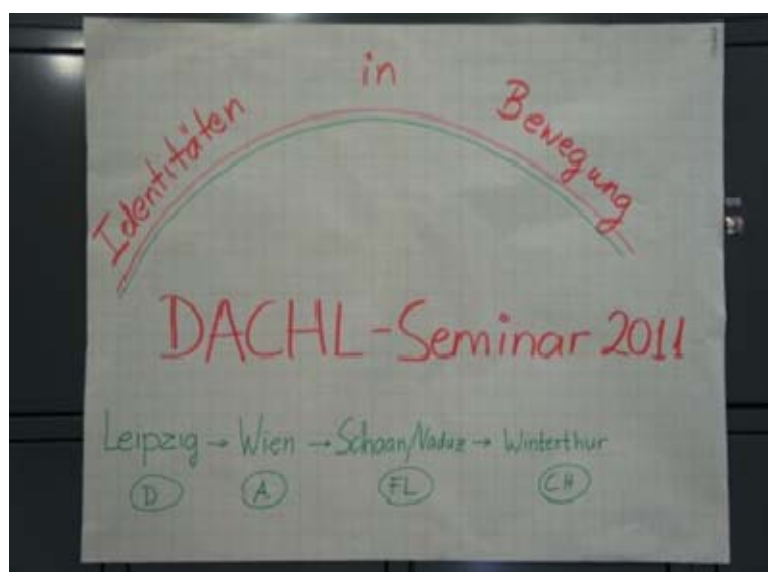 Identitäten in Bewegung
DACHL-Seminar 2011
Leipzig → Wien → Schaan/Vaduz → Winterthur
D A FL CH